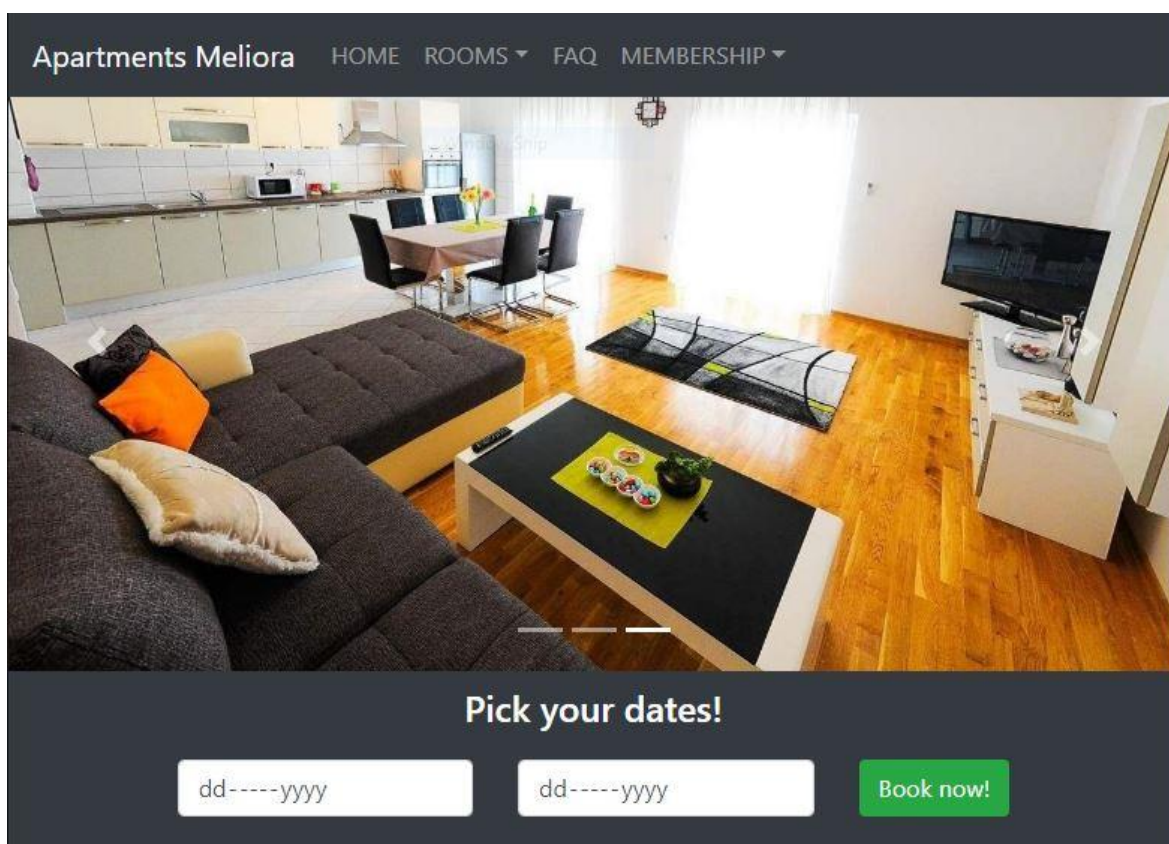 Apartments Meliora HOME ROOMS FAQ MEMBERSHIP
Pick your dates!
dd-----yyyy dd-----yyyy Book now!